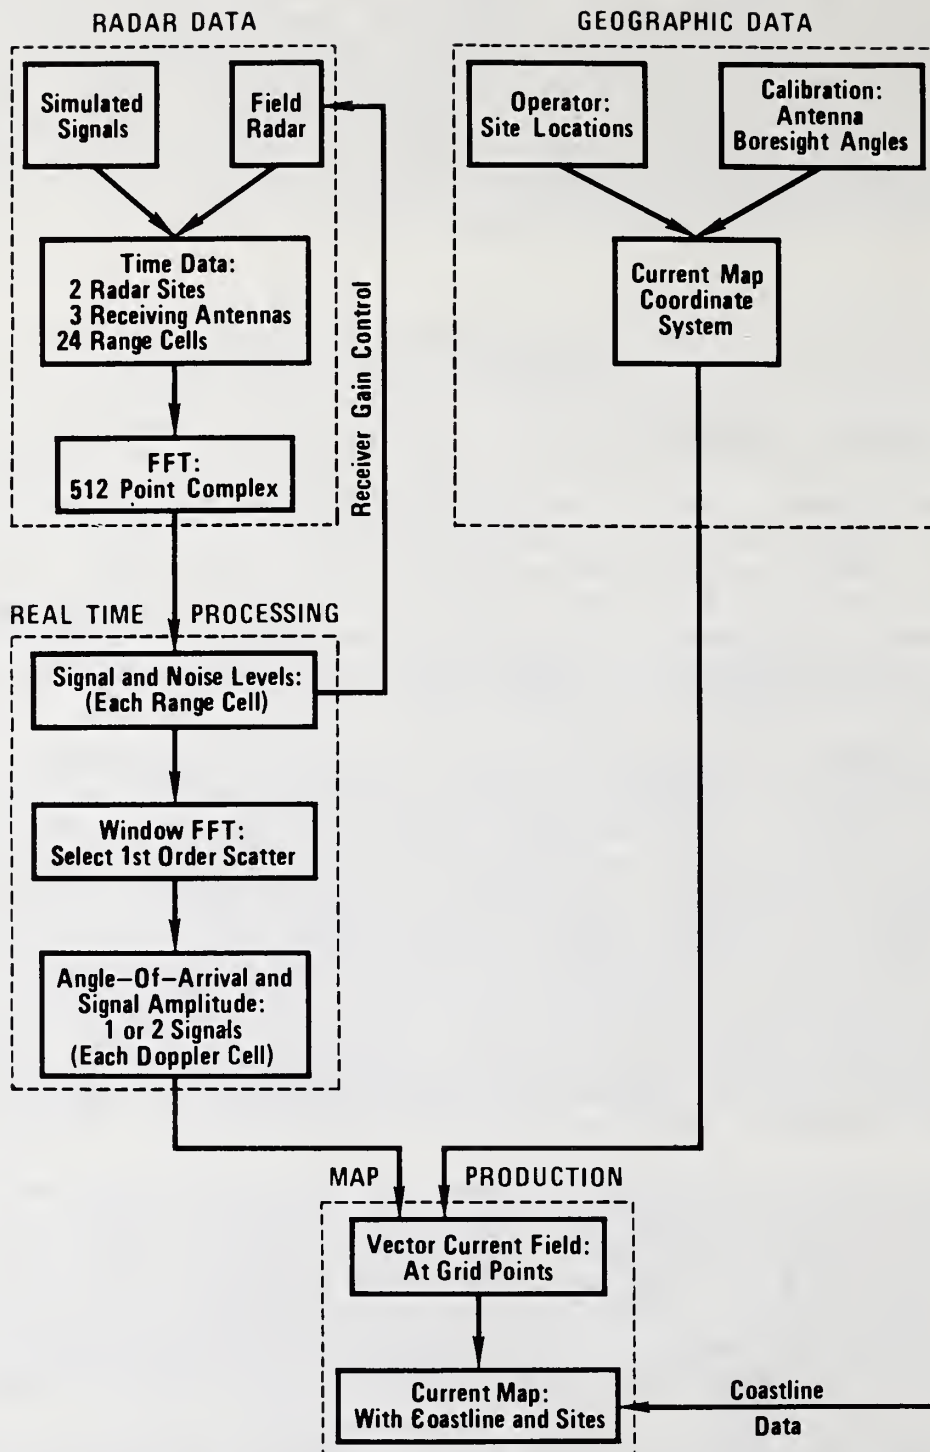 RADAR DATA
Simulated
Signals
Field
Radar
Time Data:
2 Radar Sites
3 Receiving Antennas
24 Range Cells
FFT:
512 Point Complex
Receiver Gain Control
GEOGRAPHIC DATA
Operator:
Site Locations
Calibration:
Antenna
Boresight Angles
Current Map
Coordinate
System
REAL TIME PROCESSING
Signal and Noise Levels:
(Each Range Cell)
Window FFT:
Select 1st Order Scatter
Angle-Of-Arrival and
Signal Amplitude:
1 or 2 Signals
(Each Doppler Cell)
MAP PRODUCTION
Vector Current Field:
At Grid Points
Current Map:
With Coastline and Sites
Coastline
Data